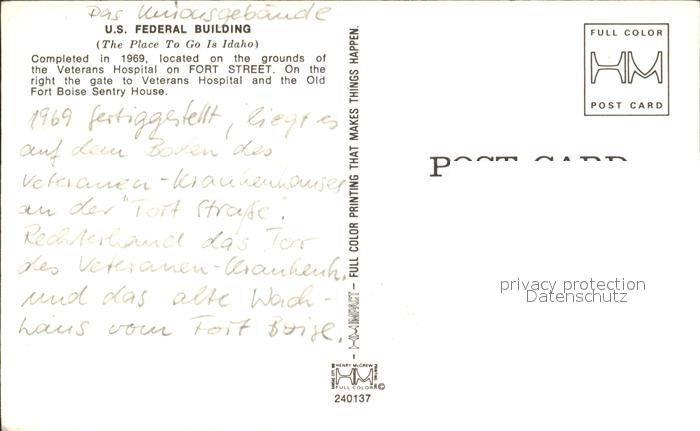 Das Unionsgebäude
U.S. FEDERAL BUILDING
(The Place To Go Is Idaho)
Completed in 1969, located on the grounds of
the Veterans Hospital on FORT STREET. On the
right the gate to Veterans Hospital and the Old
Fort Boise Sentry House.
1969 fertiggestellt, liegt es
auf dem Boden des
Veteranen-Krankenhauses
an der "Fort Straße".
Rechterhand das Tor
des Veteranen-Krankenh.
und das alte Wach-
haus vom Fort Boise.
- HM IMPACT - FULL COLOR PRINTING THAT MAKES THINGS HAPPEN.
HENRY McGREW
HM
FULL COLOR
©
240137
FULL COLOR
HM
POST CARD
POST CARD
privacy protection
Datenschutz